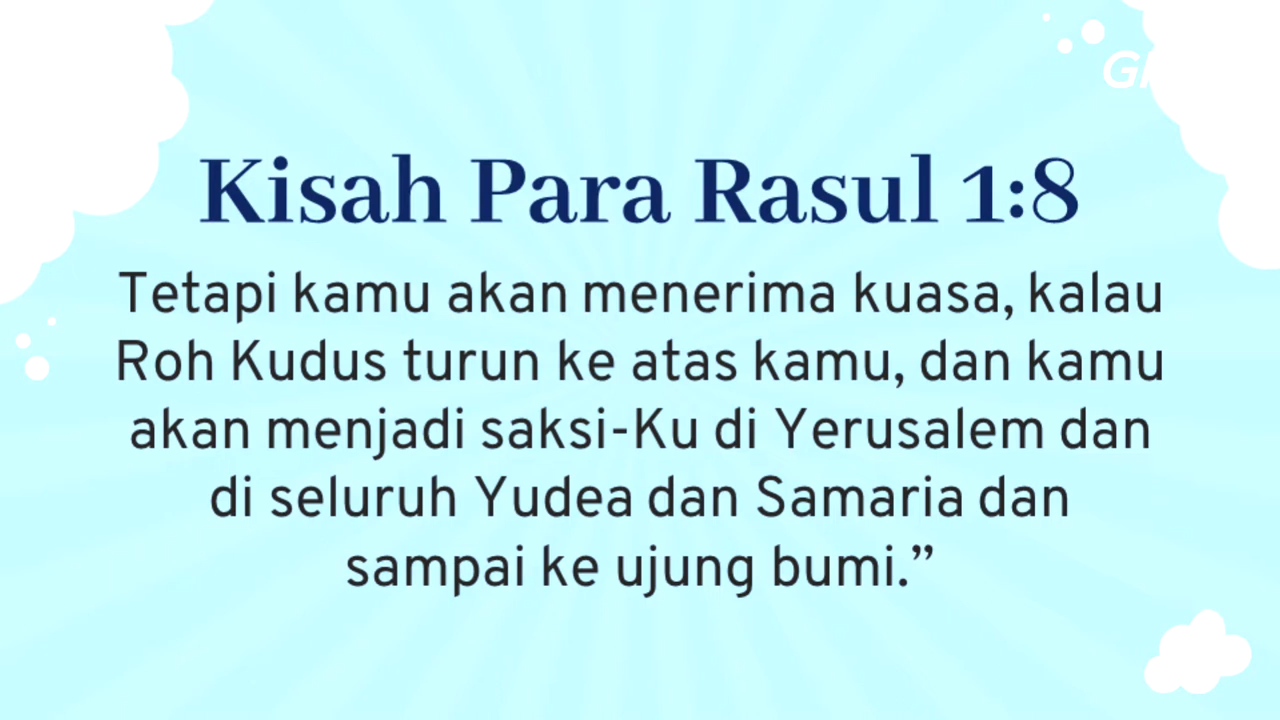 Kisah Para Rasul 1:8
Tetapi kamu akan menerima kuasa, kalau
Roh Kudus turun ke atas kamu, dan kamu
akan menjadi saksi-Ku di Yerusalem dan
di seluruh Yudea dan Samaria dan
sampai ke ujung bumi.”